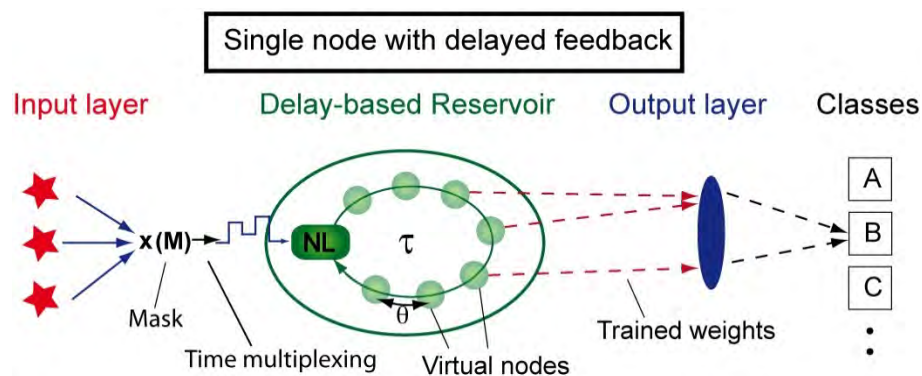 Single node with delayed feedback
Input layer
Delay-based Reservoir
Output layer
Classes
A
x (M)
NL
τ
B
C
θ
Mask
Trained weights
Time multiplexing
Virtual nodes